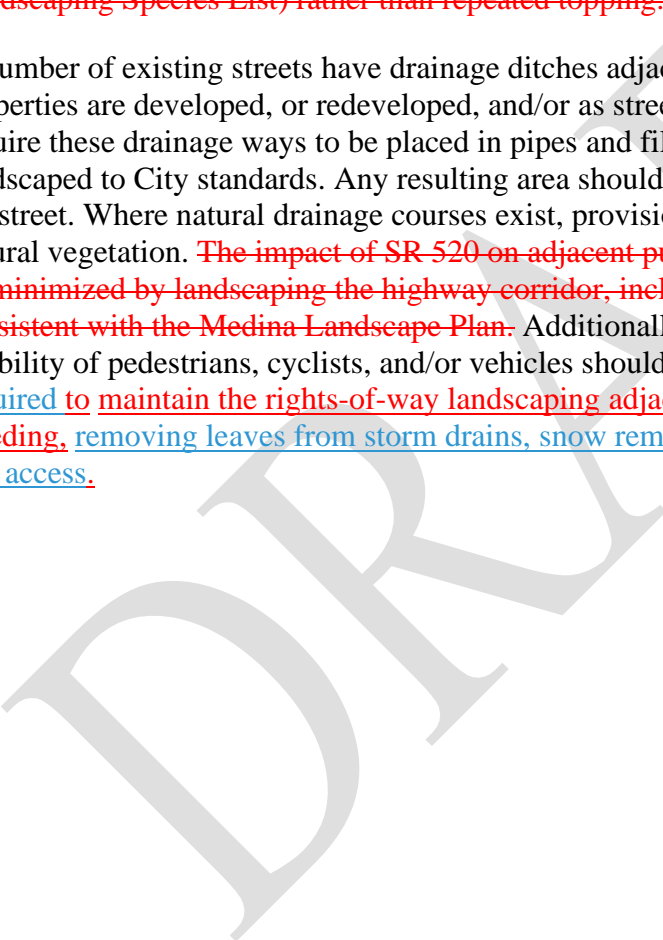 dscaping Species List) rather than repeated topping.
umber of existing streets have drainage ditches adjac
perties are developed, or redeveloped, and/or as stree
uire these drainage ways to be placed in pipes and fil
dscaped to City standards. Any resulting area should
street. Where natural drainage courses exist, provisio
ural vegetation. The impact of SR 520 on adjacent pu
minimized by landscaping the highway corridor, incl
sistent with the Medina Landscape Plan. Additionall
bility of pedestrians, cyclists, and/or vehicles should
uired to maintain the rights-of-way landscaping adjac
eding, removing leaves from storm drains, snow rem
access.
DRA